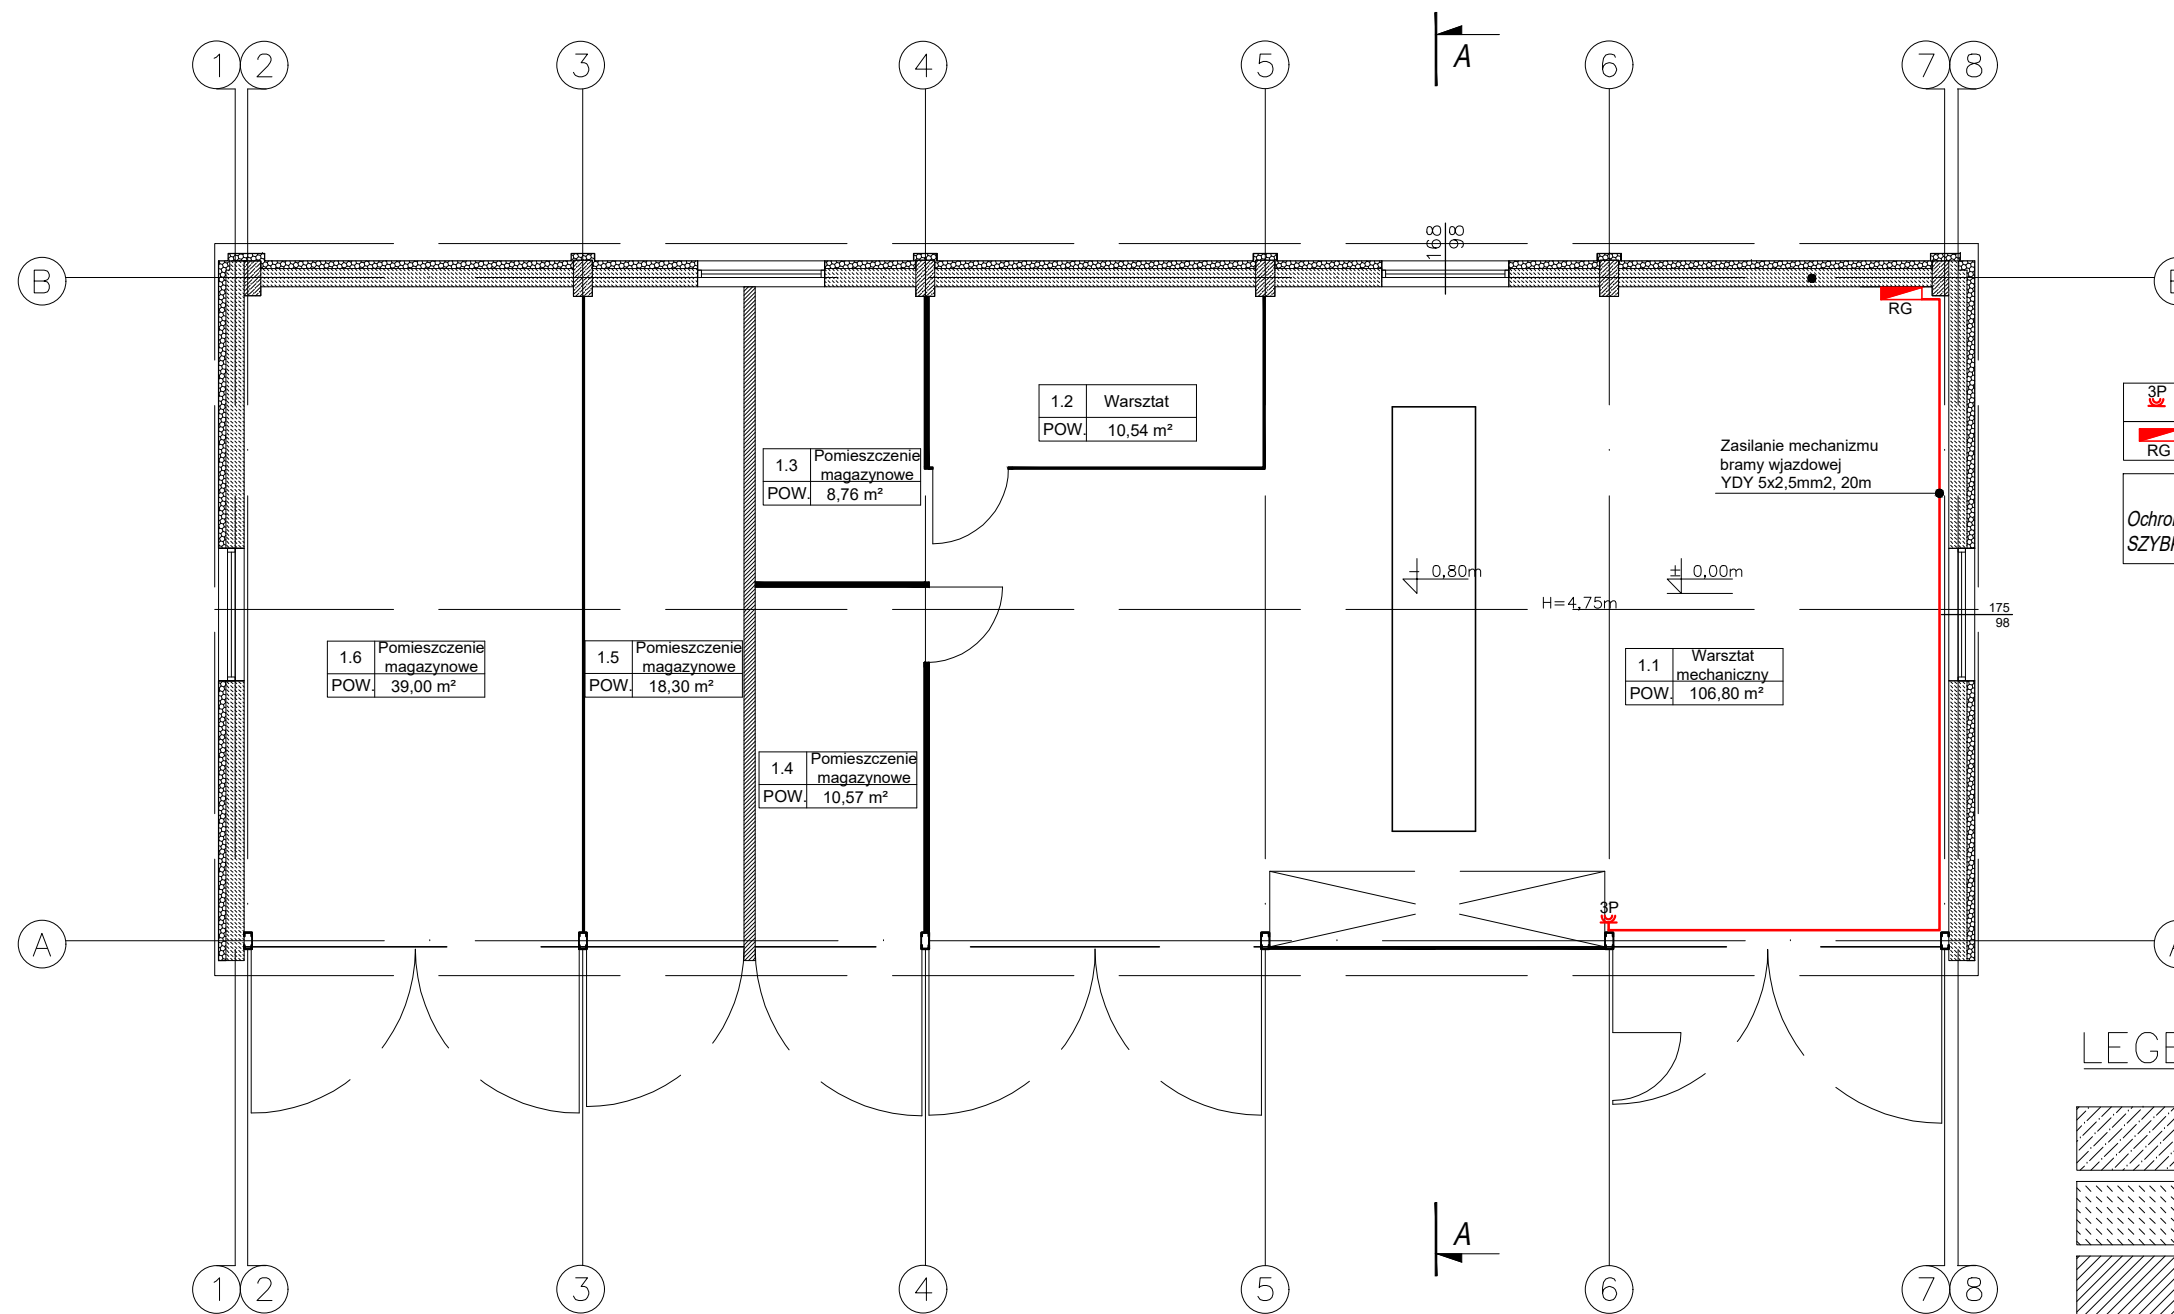 1 2 3 4 5 6 7 8
A
168
98
B
RG
3P
RG
1.2 Warsztat
POW. 10,54 m²
Zasilanie mechanizmu
bramy wjazdowej
YDY 5x2,5mm2, 20m
1.3 Pomieszczenie
magazynowe
POW. 8,76 m²
- 0,80m
± 0,00m
H=4,75m
175
98
1.6 Pomieszczenie
magazynowe
POW. 39,00 m²
1.5 Pomieszczenie
magazynowe
POW. 18,30 m²
1.1 Warsztat
mechaniczny
POW. 106,80 m²
1.4 Pomieszczenie
magazynowe
POW. 10,57 m²
3P
A
A
1 2 3 4 5 6 7 8